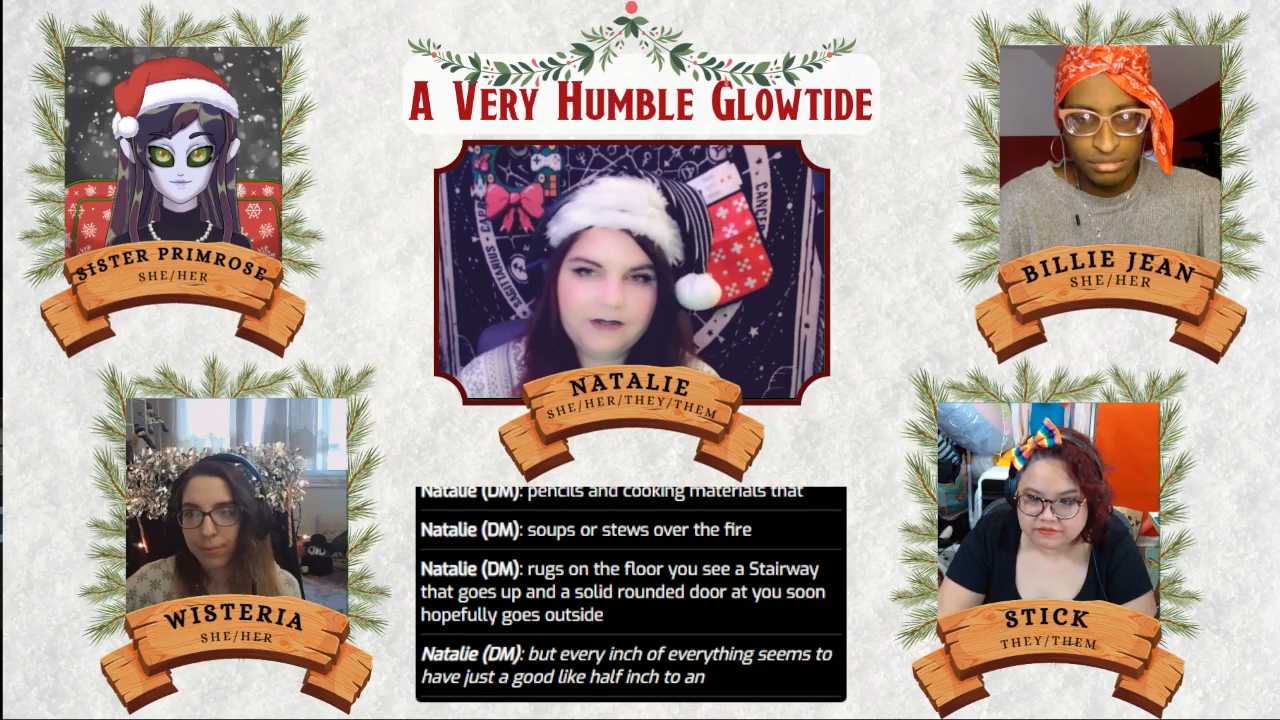 A Very Humble Glowtide
SISTER PRIMROSE
SHE/HER
BILLIE JEAN
SHE/HER
CANCE
SAGITTARIUS
NATALIE
SHE/HER/THEY/THEM
WISTERIA
SHE/HER
STICK
THEY/THEM
Natalie (DM): pencils and cooking materials that
Natalie (DM): soups or stews over the fire
Natalie (DM): rugs on the floor you see a Stairway
that goes up and a solid rounded door at you soon
hopefully goes outside
Natalie (DM): but every inch of everything seems to
have just a good like half inch to an